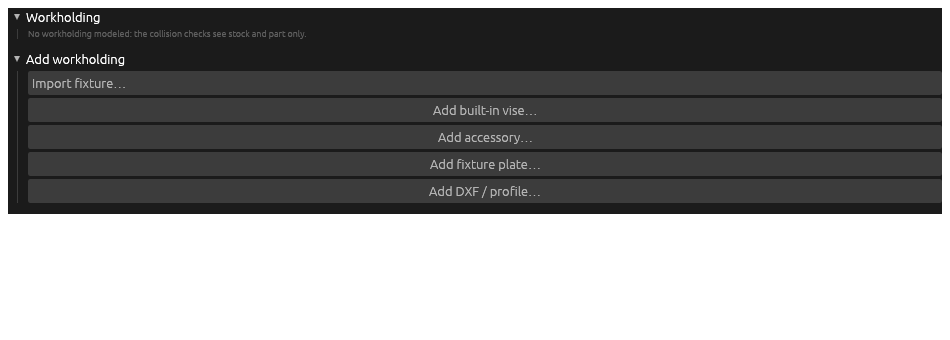 Workholding
No workholding modeled: the collision checks see stock and part only.
Add workholding
Import fixture…
Add built-in vise…
Add accessory…
Add fixture plate…
Add DXF / profile…